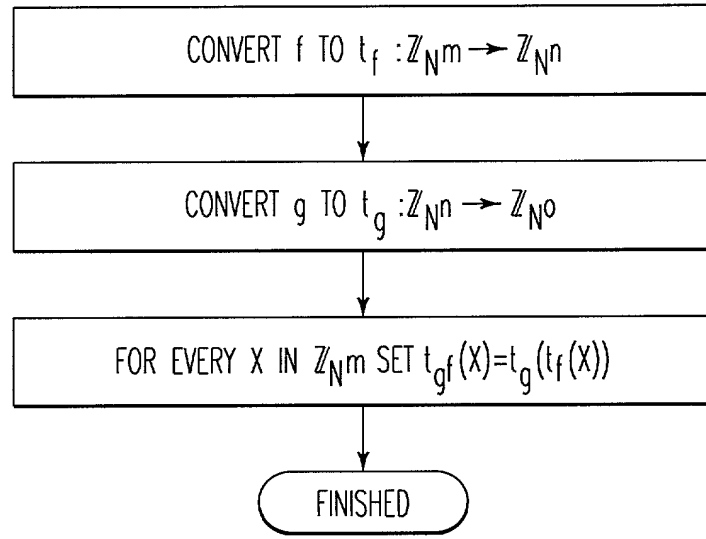 CONVERT f TO t_f : ℤ_N m → ℤ_N n
CONVERT g TO t_g : ℤ_N n → ℤ_N o
FOR EVERY X IN ℤ_N m SET t_gf(X)=t_g(t_f(X))
FINISHED